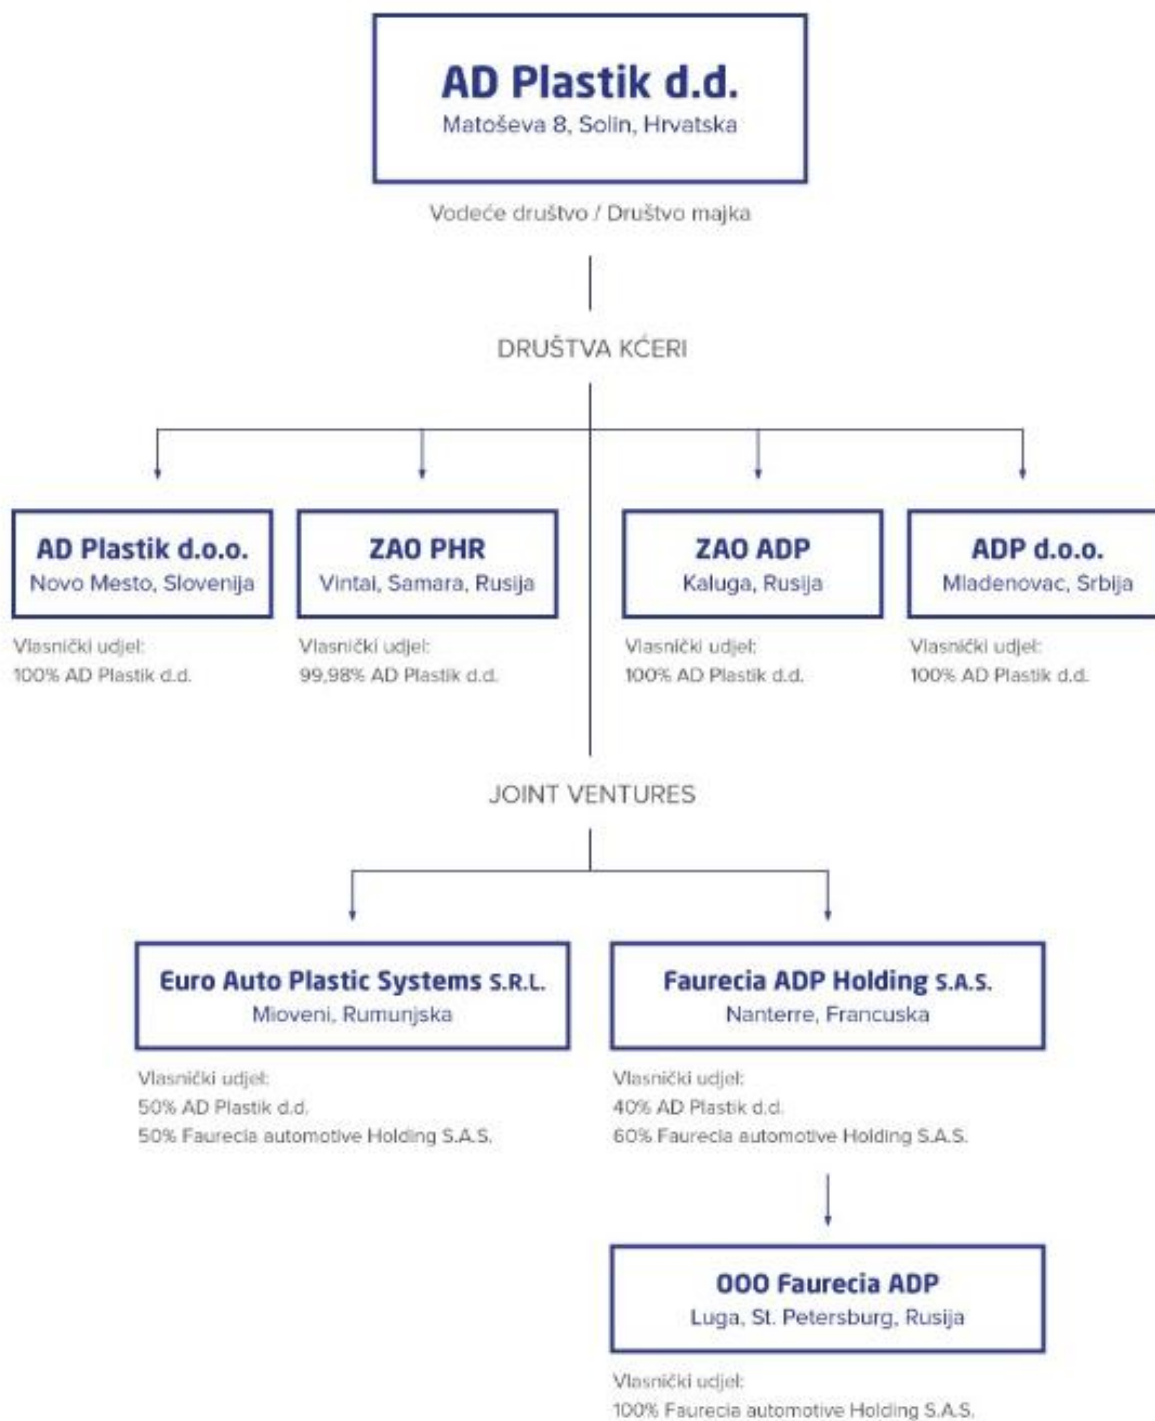 AD Plastik d.d.
Matoševa 8, Solin, Hrvatska
Vodeće društvo / Društvo majka
DRUŠTVA KĆERI
AD Plastik d.o.o.
Novo Mesto, Slovenija
Vlasnički udjel:
100% AD Plastik d.d.
ZAO PHR
Vintai, Samara, Rusija
Vlasnički udjel:
99,98% AD Plastik d.d.
ZAO ADP
Kaluga, Rusija
Vlasnički udjel:
100% AD Plastik d.d.
ADP d.o.o.
Mladenovac, Srbija
Vlasnički udjel:
100% AD Plastik d.d.
JOINT VENTURES
Euro Auto Plastic Systems S.R.L.
Mioveni, Rumunjska
Vlasnički udjel:
50% AD Plastik d.d.
50% Faurecia automotive Holding S.A.S.
Faurecia ADP Holding S.A.S.
Nanterre, Francuska
Vlasnički udjel:
40% AD Plastik d.d.
60% Faurecia automotive Holding S.A.S.
OOO Faurecia ADP
Luga, St. Petersburg, Rusija
Vlasnički udjel:
100% Faurecia automotive Holding S.A.S.